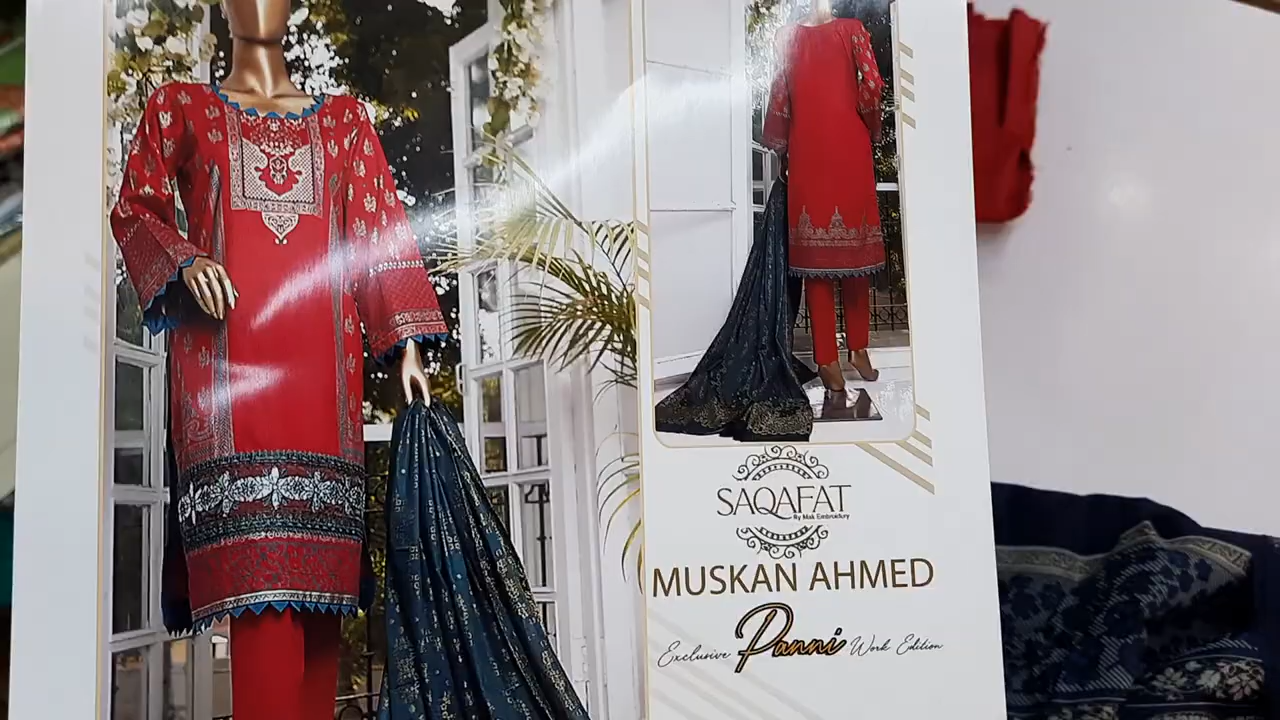 SAQAFAT
By Mak Embroidery
MUSKAN AHMED
Exclusive Panni Work Edition